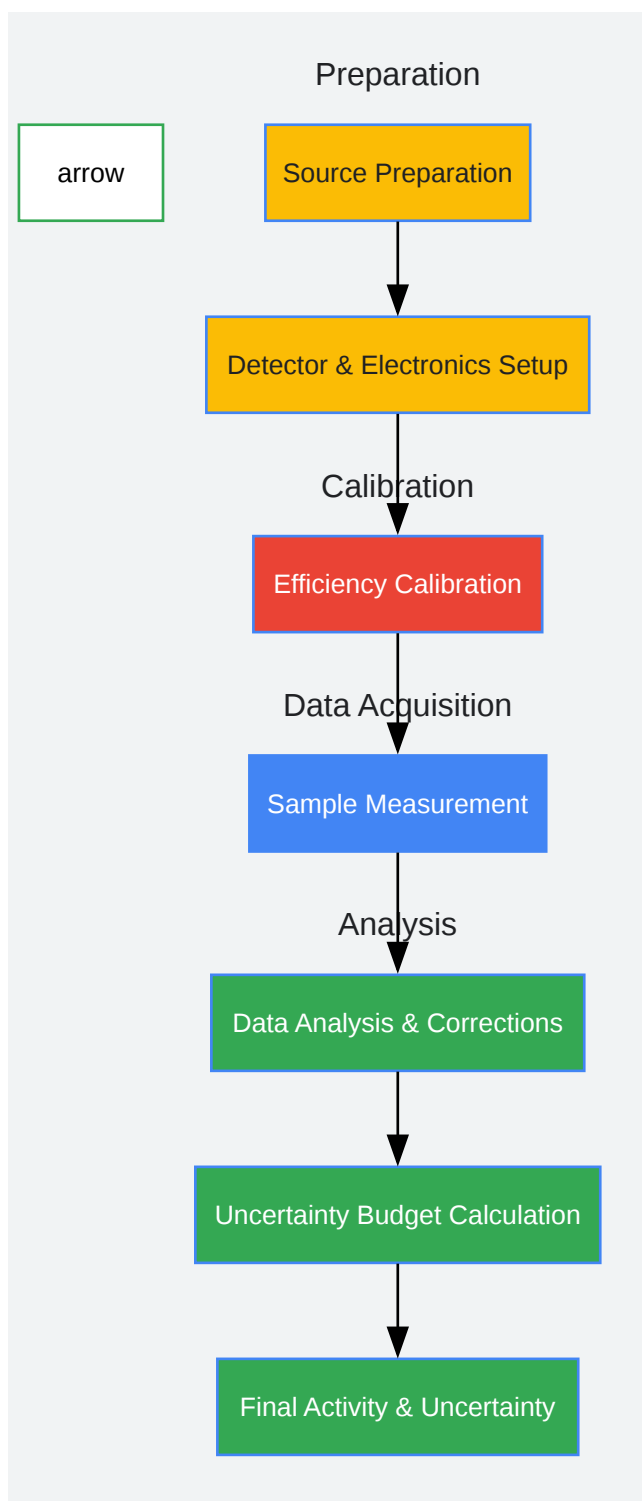 Preparation
arrow
Source Preparation
Detector & Electronics Setup
Calibration
Efficiency Calibration
Data Acquisition
Sample Measurement
Analysis
Data Analysis & Corrections
Uncertainty Budget Calculation
Final Activity & Uncertainty